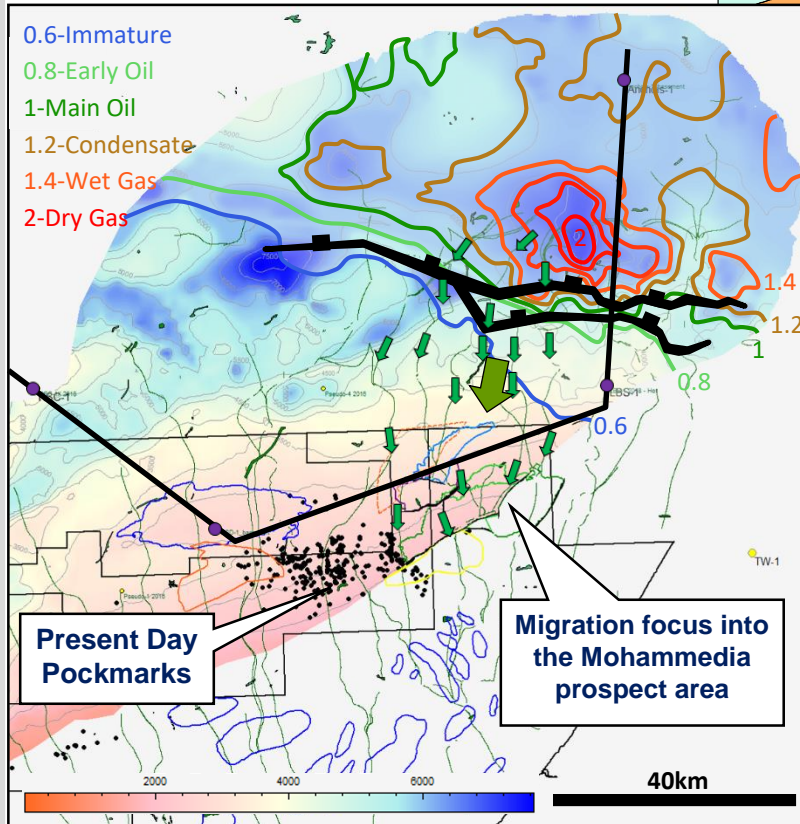 0.6-Immature
0.8-Early Oil
1-Main Oil
1.2-Condensate
1.4-Wet Gas
2-Dry Gas
2
1.4
1.2
1
0.8
0.6
TW-1
Present Day
Pockmarks
Migration focus into
the Mohammedia
prospect area
2000
4000
6000
40km